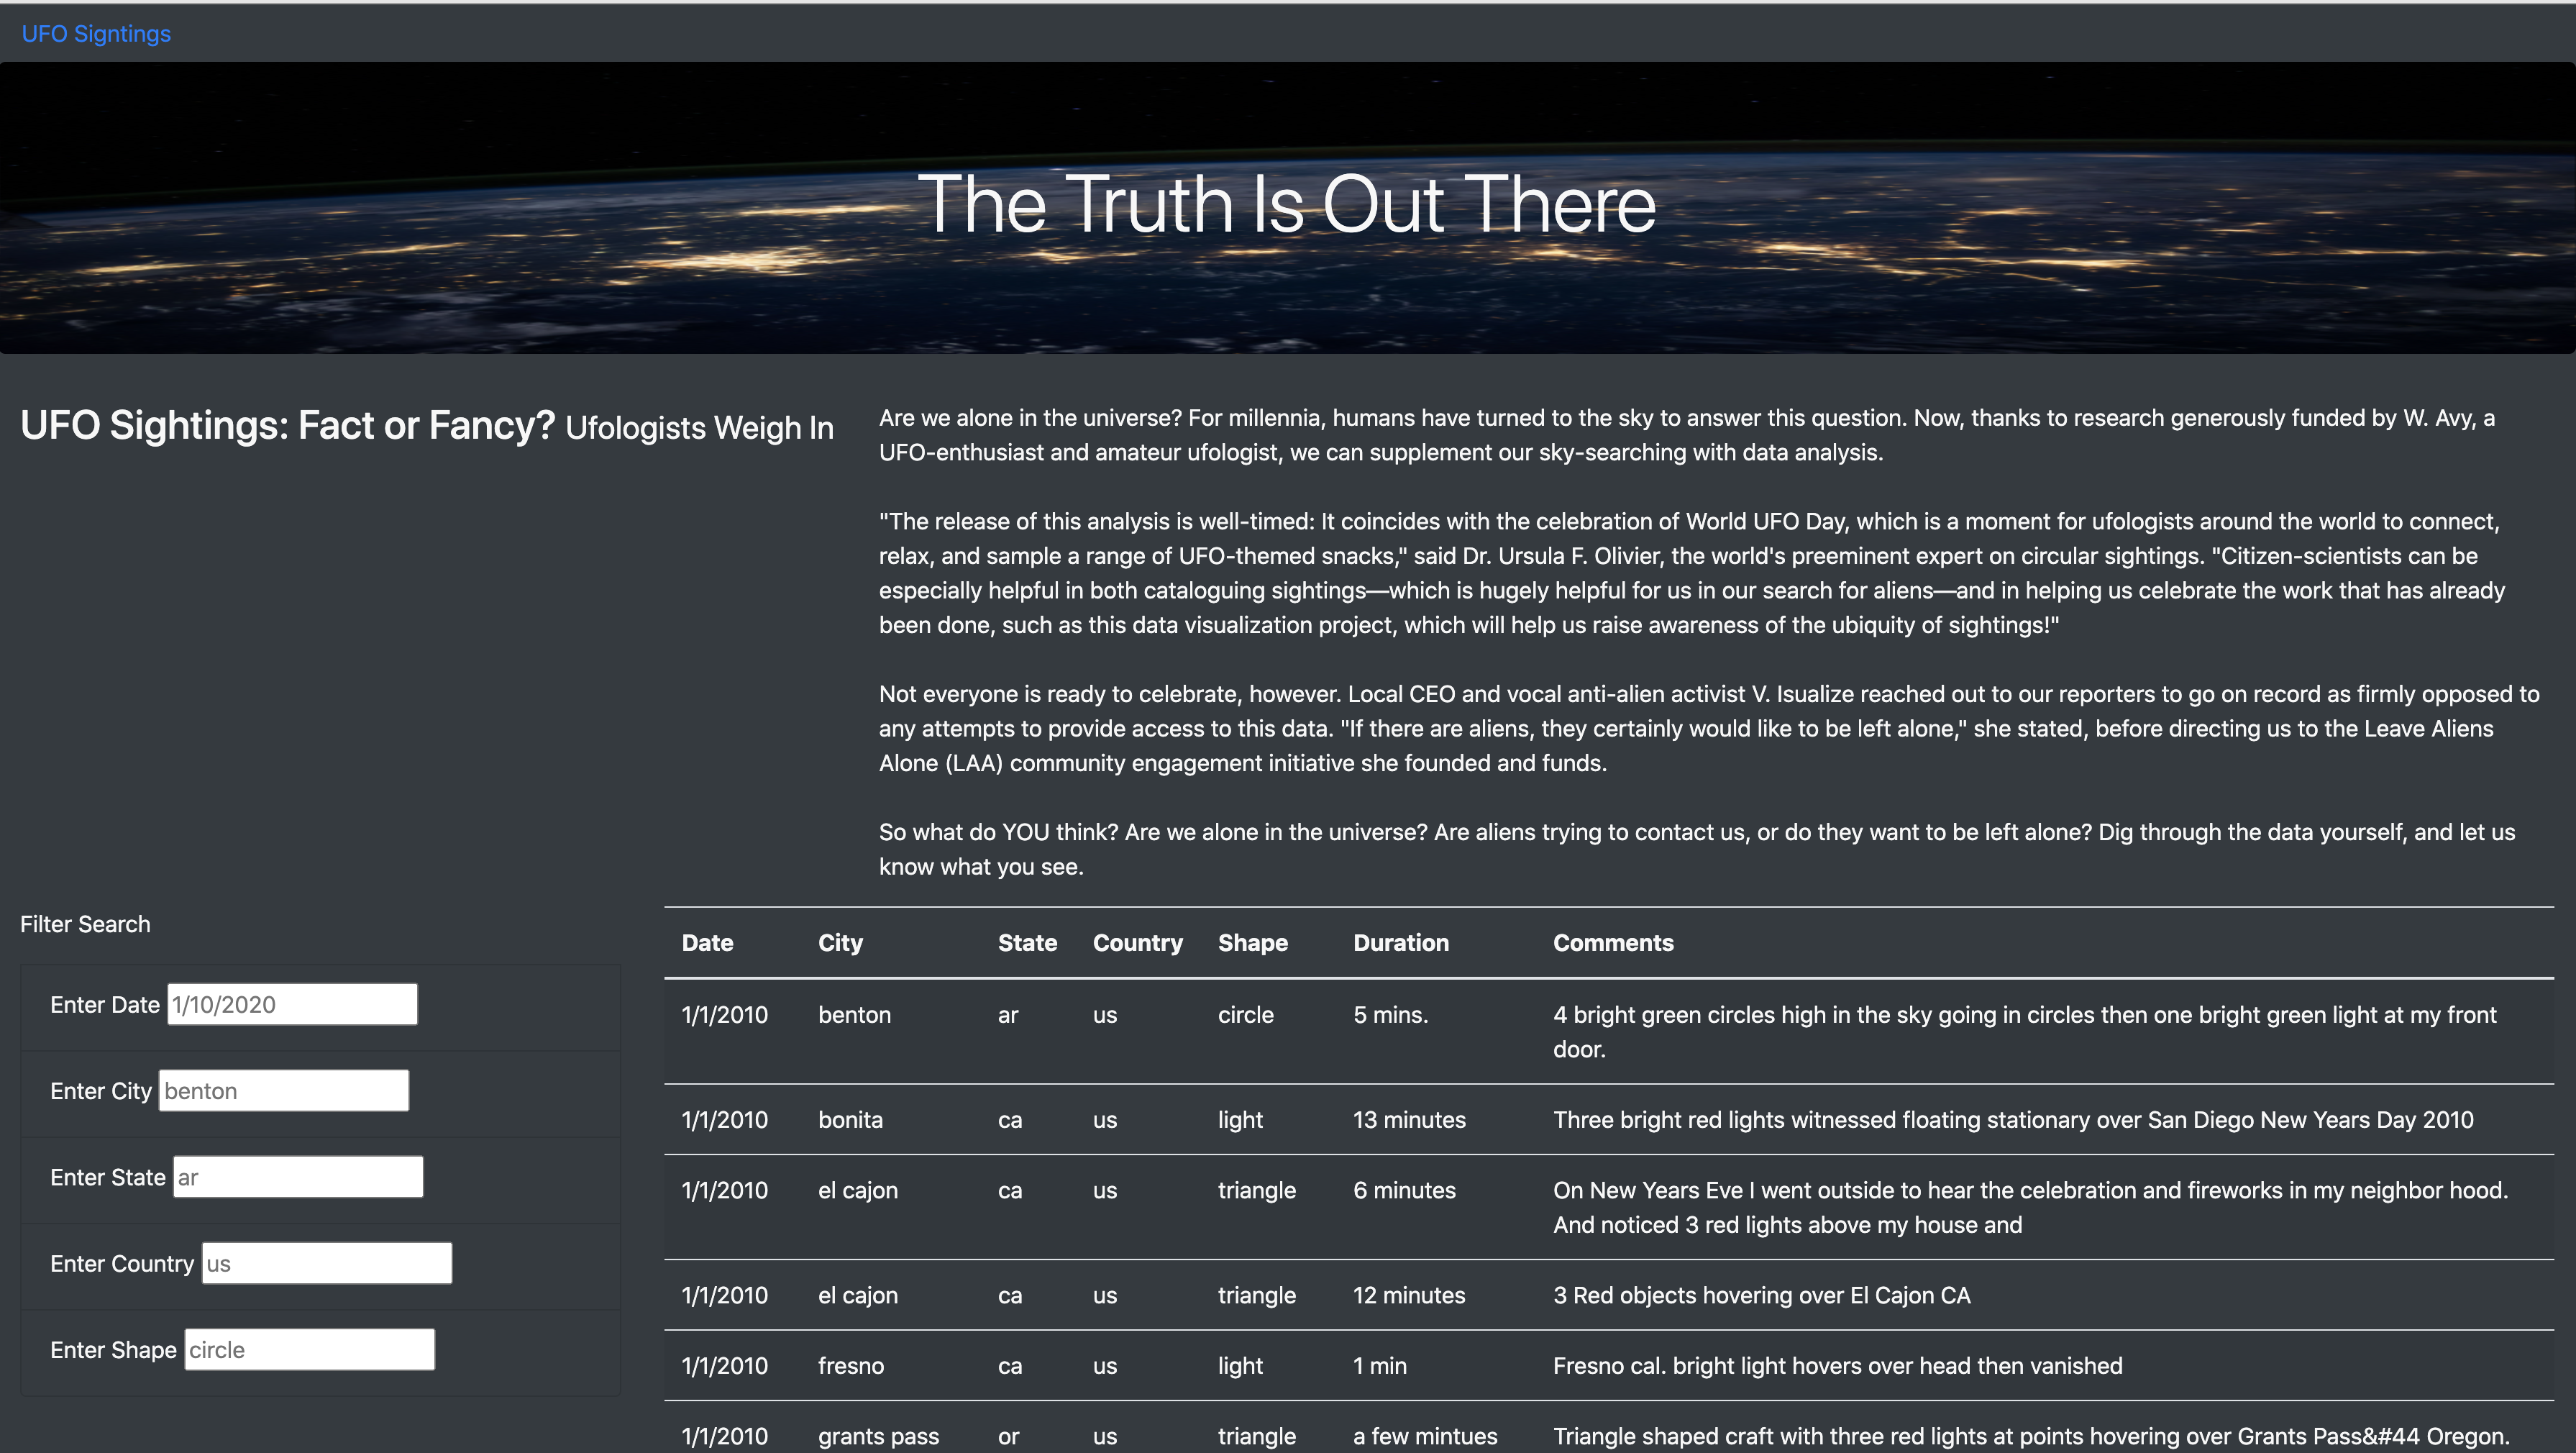 UFO Signtings
The Truth Is Out There
UFO Sightings: Fact or Fancy? Ufologists Weigh In
Are we alone in the universe? For millennia, humans have turned to the sky to answer this question. Now, thanks to research generously funded by W. Avy, a
UFO-enthusiast and amateur ufologist, we can supplement our sky-searching with data analysis.
"The release of this analysis is well-timed: It coincides with the celebration of World UFO Day, which is a moment for ufologists around the world to connect,
relax, and sample a range of UFO-themed snacks," said Dr. Ursula F. Olivier, the world's preeminent expert on circular sightings. "Citizen-scientists can be
especially helpful in both cataloguing sightings—which is hugely helpful for us in our search for aliens—and in helping us celebrate the work that has already
been done, such as this data visualization project, which will help us raise awareness of the ubiquity of sightings!"
Not everyone is ready to celebrate, however. Local CEO and vocal anti-alien activist V. Isualize reached out to our reporters to go on record as firmly opposed to
any attempts to provide access to this data. "If there are aliens, they certainly would like to be left alone," she stated, before directing us to the Leave Aliens
Alone (LAA) community engagement initiative she founded and funds.
So what do YOU think? Are we alone in the universe? Are aliens trying to contact us, or do they want to be left alone? Dig through the data yourself, and let us
know what you see.
Filter Search
Enter Date 1/10/2020
Enter City benton
Enter State ar
Enter Country us
Enter Shape circle
Date City State Country Shape Duration Comments
1/1/2010 benton ar us circle 5 mins. 4 bright green circles high in the sky going in circles then one bright green light at my front
door.
1/1/2010 bonita ca us light 13 minutes Three bright red lights witnessed floating stationary over San Diego New Years Day 2010
1/1/2010 el cajon ca us triangle 6 minutes On New Years Eve I went outside to hear the celebration and fireworks in my neighbor hood.
And noticed 3 red lights above my house and
1/1/2010 el cajon ca us triangle 12 minutes 3 Red objects hovering over El Cajon CA
1/1/2010 fresno ca us light 1 min Fresno cal. bright light hovers over head then vanished
1/1/2010 grants pass or us triangle a few mintues Triangle shaped craft with three red lights at points hovering over Grants Pass&#44 Oregon.